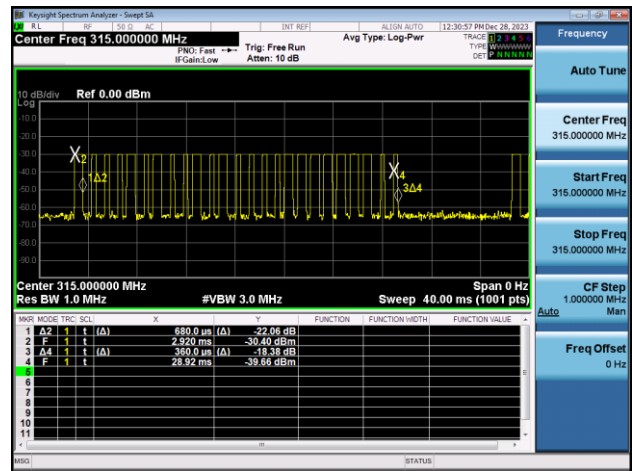 Keysight Spectrum Analyzer - Swept SA
RL RF 50 Ω AC INT REF ALIGN AUTO 12:30:57 PM Dec 28, 2023
Center Freq 315.000000 MHz
PNO: Fast
IFGain:Low
Trig: Free Run
Atten: 10 dB
Avg Type: Log-Pwr
TRACE 1 2 3 4 5 6
TYPE WWWWWW
DET P N N N N N
10 dB/div Ref 0.00 dBm
Log
-10.0
-20.0
-30.0
-40.0
-50.0
-60.0
-70.0
-80.0
-90.0
2
1Δ2
4
3Δ4
Center 315.000000 MHz Span 0 Hz
Res BW 1.0 MHz #VBW 3.0 MHz Sweep 40.00 ms (1001 pts)
MKR MODE TRC SCL X Y FUNCTION FUNCTION WIDTH FUNCTION VALUE
1 Δ2 1 t (Δ) 680.0 µs (Δ) -22.06 dB
2 F 1 t 2.920 ms -30.40 dBm
3 Δ4 1 t (Δ) 360.0 µs (Δ) -18.38 dB
4 F 1 t 28.92 ms -39.66 dBm
5
6
7
8
9
10
11
MSG STATUS
Frequency
Auto Tune
Center Freq
315.000000 MHz
Start Freq
315.000000 MHz
Stop Freq
315.000000 MHz
CF Step
1.000000 MHz
Auto Man
Freq Offset
0 Hz